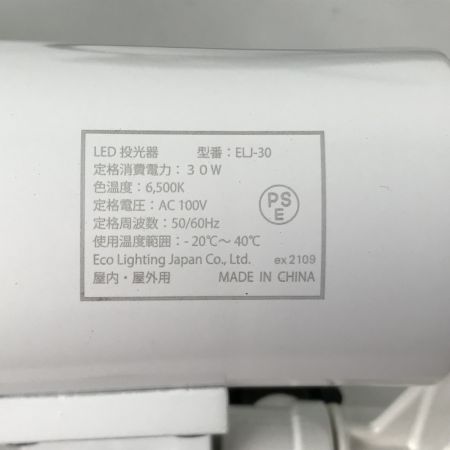 LED 投光器 型番：ELJ-30
定格消費電力：３０W
色温度：6,500K
定格電圧：AC 100V
定格周波数：50/60Hz
使用温度範囲：- 20℃～ 40℃
PS
E
Eco Lighting Japan Co., Ltd. ex2109
屋内・屋外用 MADE IN CHINA